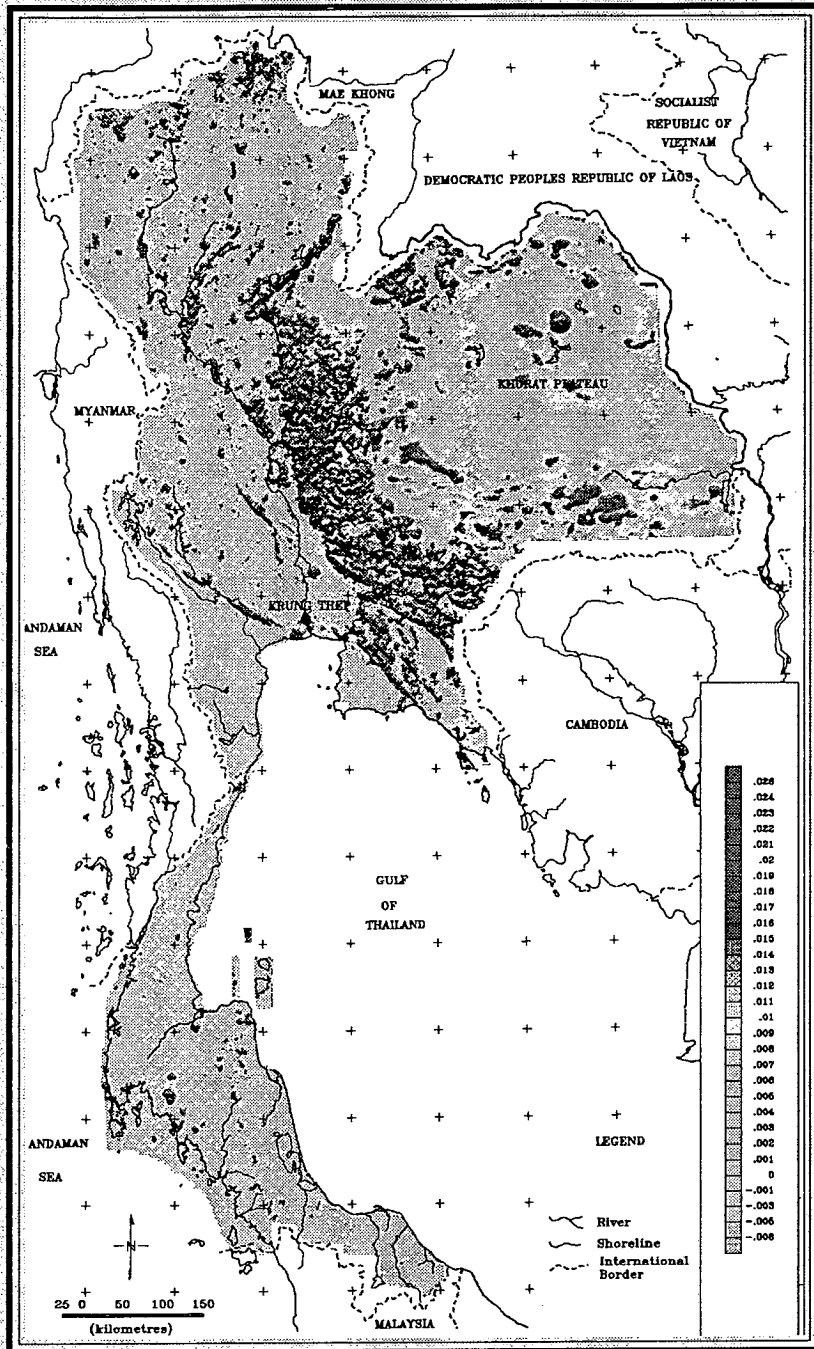 MAE KHONG
SOCIALIST
REPUBLIC OF
VIETNAM
DEMOCRATIC PEOPLES REPUBLIC OF LAOS
KHORAT PLATEAU
MYANMAR
KRUNG THEP
ANDAMAN
SEA
CAMBODIA
GULF
OF
THAILAND
.026
.024
.023
.022
.021
.02
.019
.018
.017
.016
.015
.014
.013
.012
.011
.01
.009
.008
.007
.006
.005
.004
.003
.002
.001
0
-.001
-.003
-.005
-.008
ANDAMAN
SEA
LEGEND
N
River
Shoreline
International
Border
25 0 50 100 150
(kilometres)
MALAYSIA